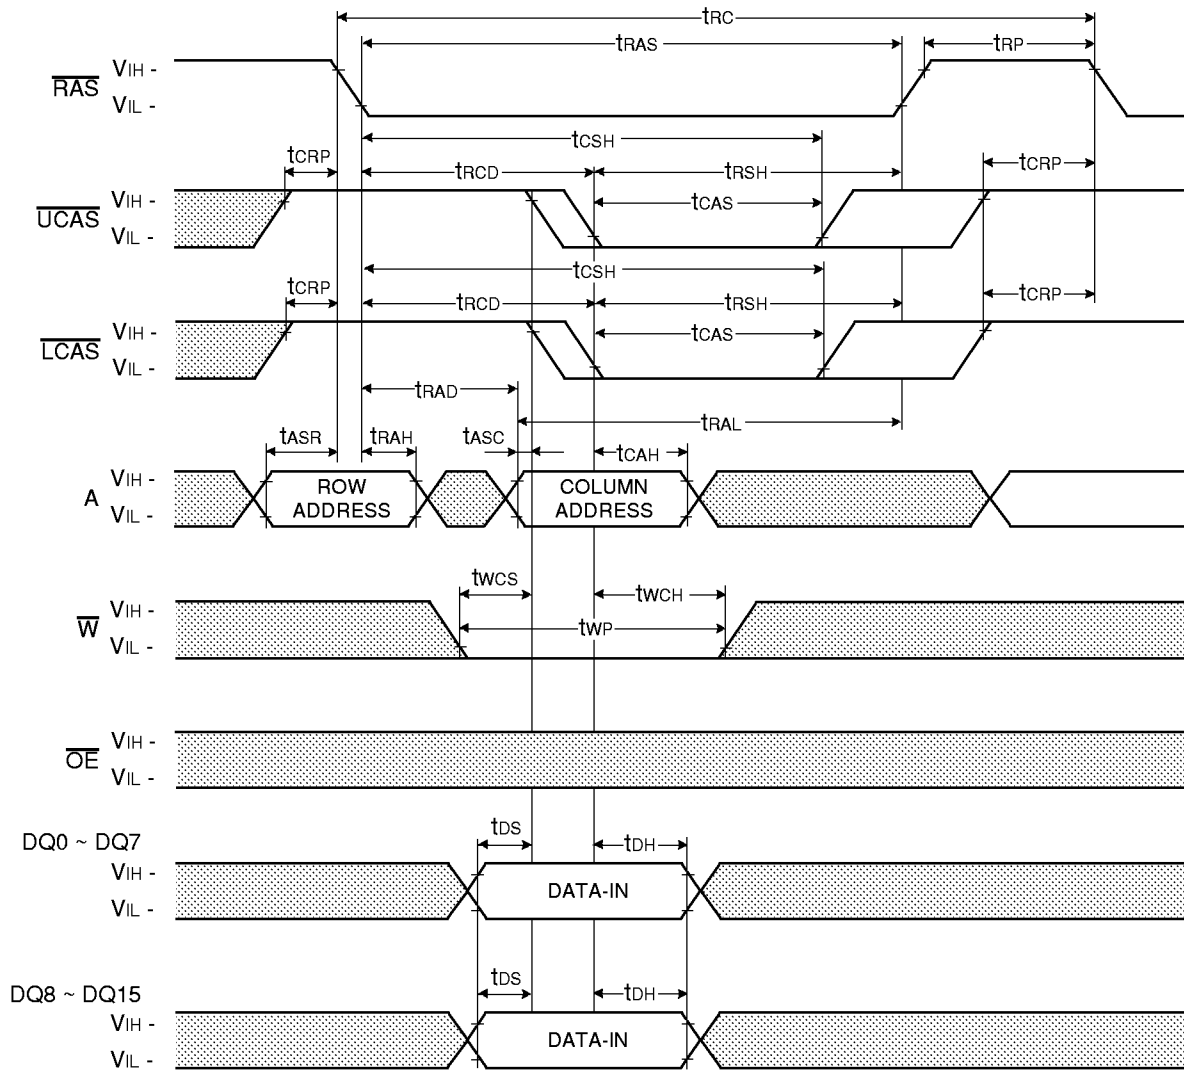 tRC
tRAS
tRP
RAS
VIH -
VIL -
tCSH
tCRP
tRCD
tRSH
tCRP
UCAS
VIH -
VIL -
tCAS
tCSH
tCRP
tRCD
tRSH
tCRP
LCAS
VIH -
VIL -
tCAS
tRAD
tRAL
tASR
tRAH
tASC
tCAH
A
VIH -
VIL -
ROW
ADDRESS
COLUMN
ADDRESS
tWCS
tWCH
W
VIH -
VIL -
tWP
OE
VIH -
VIL -
DQ0 ~ DQ7
tDS
tDH
VIH -
VIL -
DATA-IN
DQ8 ~ DQ15
tDS
tDH
VIH -
VIL -
DATA-IN